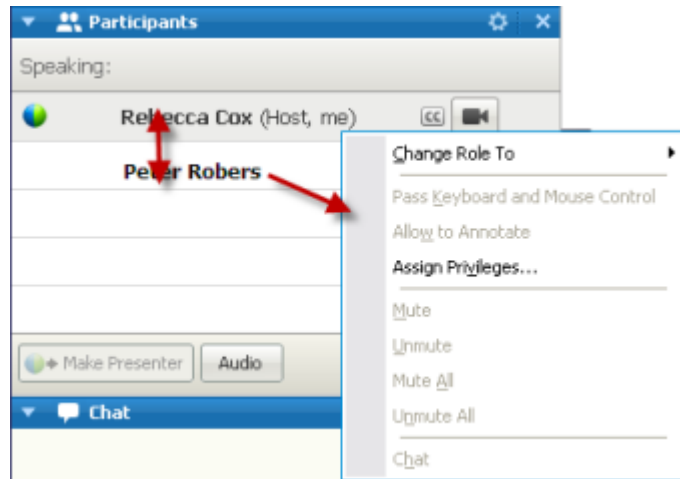 Participants
Speaking:
Rebecca Cox (Host, me)
CC
Peter Robers
Change Role To
Pass Keyboard and Mouse Control
Allow to Annotate
Assign Privileges...
Mute
Unmute
Mute All
Unmute All
Chat
Make Presenter
Audio
Chat